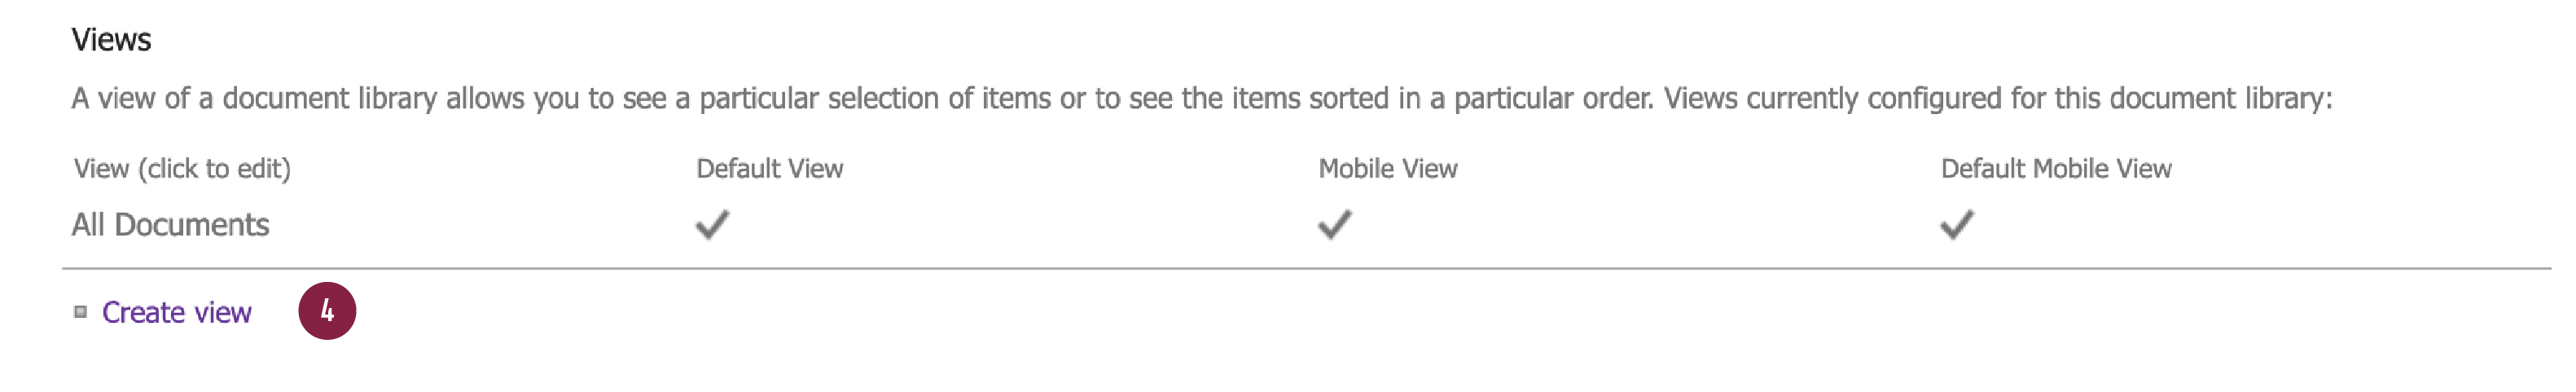 Views
A view of a document library allows you to see a particular selection of items or to see the items sorted in a particular order. Views currently configured for this document library:
View (click to edit) Default View Mobile View Default Mobile View
All Documents
Create view 4